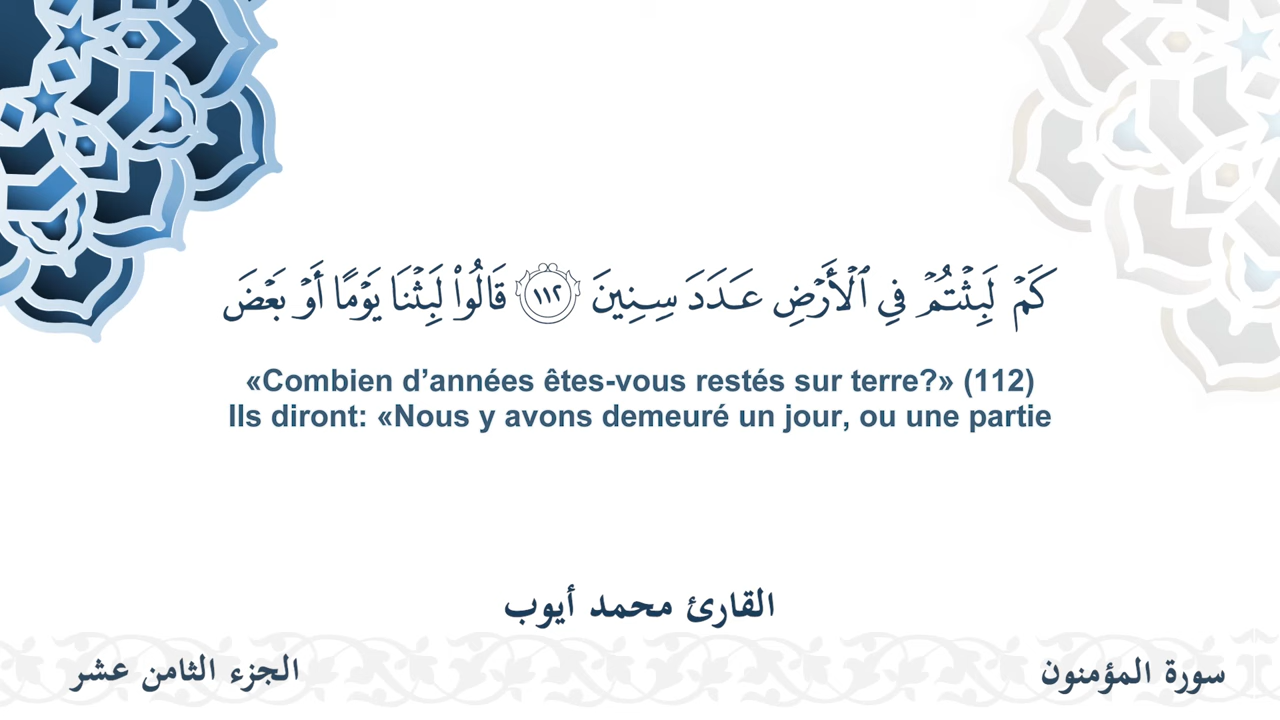 كَمْ لَبِثْتُمْ فِي ٱلْأَرْضِ عَدَدَ سِنِينَ ١١٢ قَالُوا۟ لَبِثْنَا يَوْمًا أَوْ بَعْضَ
«Combien d’années êtes-vous restés sur terre?» (112)
Ils diront: «Nous y avons demeuré un jour, ou une partie
القارئ محمد أيوب
سورة المؤمنون
الجزء الثامن عشر